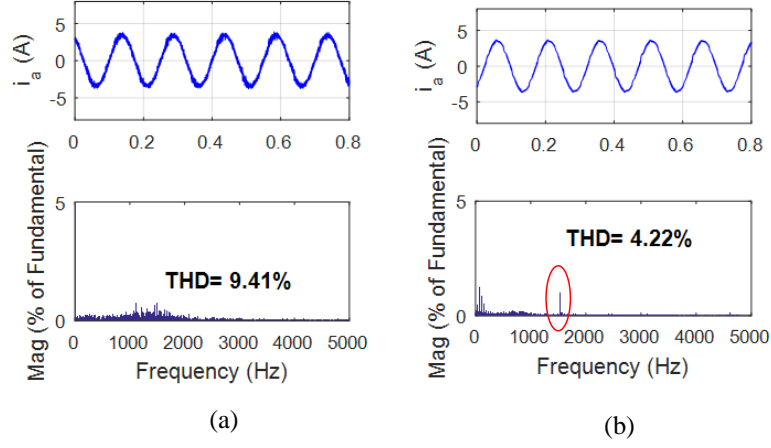 i_a (A)
5
0
-5
0 0.2 0.4 0.6 0.8
Mag (% of Fundamental)
5
0
THD= 9.41%
0 1000 2000 3000 4000 5000
Frequency (Hz)
(a)
i_a (A)
5
0
-5
0 0.2 0.4 0.6 0.8
Mag (% of Fundamental)
5
0
THD= 4.22%
0 1000 2000 3000 4000 5000
Frequency (Hz)
(b)